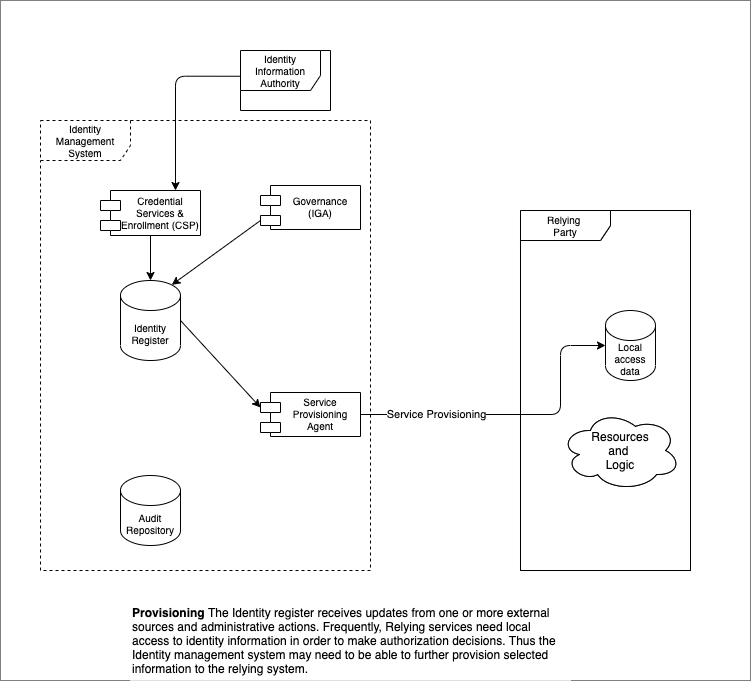 Identity
Information
Authority
Identity
Management
System
Credential
Services &
Enrollment (CSP)
Governance
(IGA)
Relying
Party
Identity
Register
Local
access
data
Service
Provisioning
Agent
Service Provisioning
Resources
and
Logic
Audit
Repository
Provisioning The Identity register receives updates from one or more external
sources and administrative actions. Frequently, Relying services need local
access to identity information in order to make authorization decisions. Thus the
Identity management system may need to be able to further provision selected
information to the relying system.